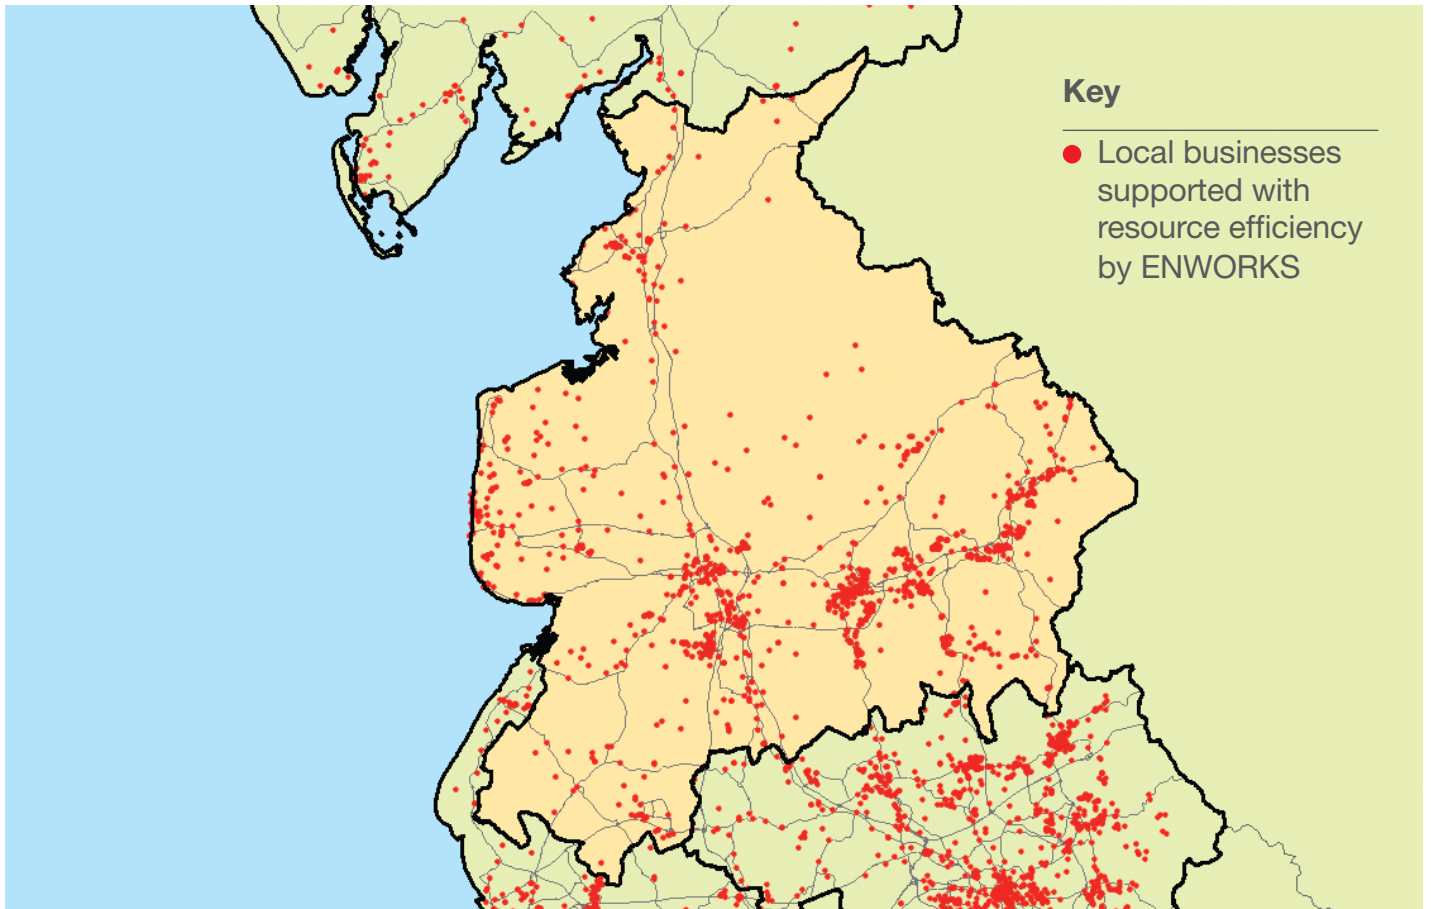 Key
Local businesses
supported with
resource efficiency
by ENWORKS